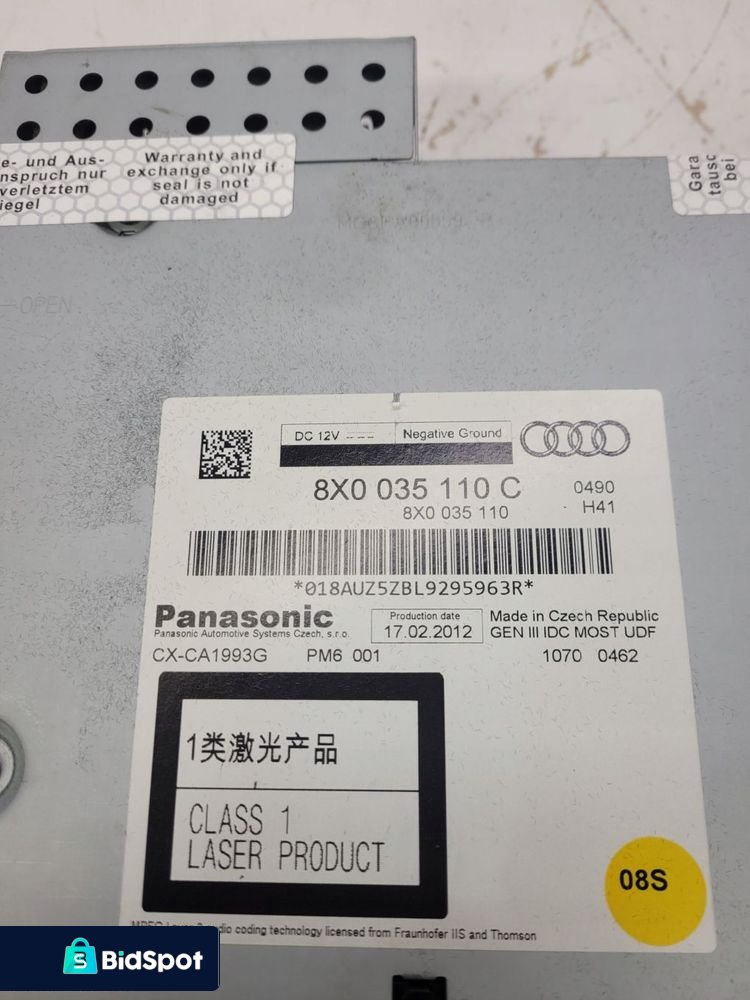 e- und Aus-
nspruch nur
verletztem
iegel
Warranty and
exchange only if
seal is not
damaged
Gara
tausc
bei
OPEN
DC 12V
Negative Ground
8X0 035 110 C
0490
8X0 035 110
H41
*018AUZ5ZBL9295963R*
Panasonic
Panasonic Automotive Systems Czech, s.r.o.
Production date
17.02.2012
Made in Czech Republic
GEN III IDC MOST UDF
CX-CA1993G PM6 001
1070 0462
1类激光产品
CLASS 1
LASER PRODUCT
08S
audio coding technology licensed from Fraunhofer IIS and Thomson
BidSpot